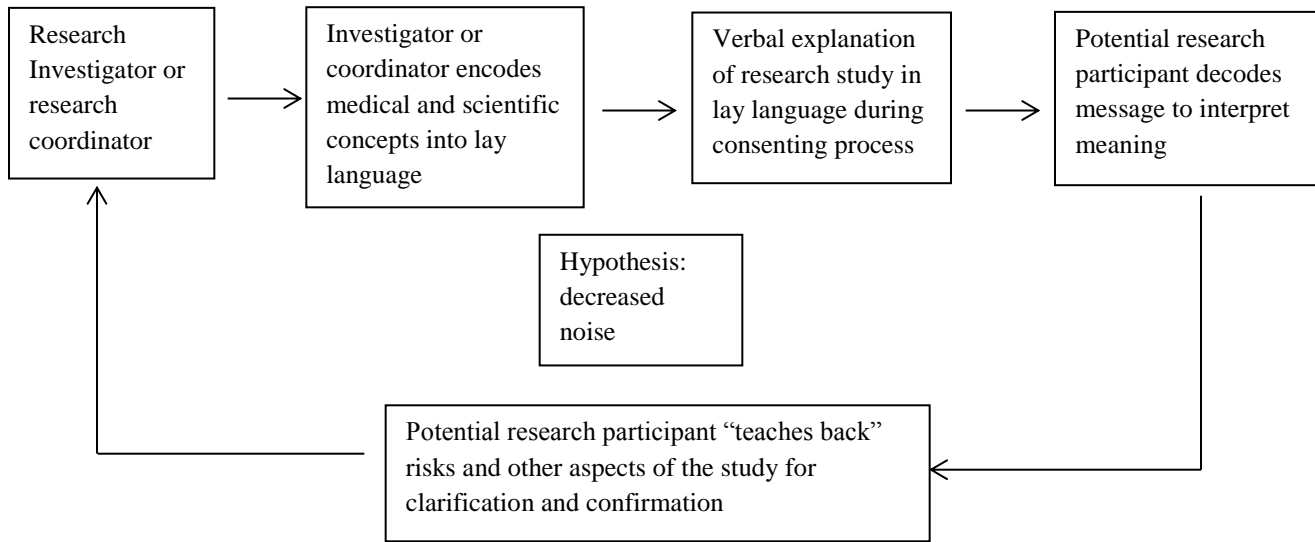 Research
Investigator or
research
coordinator
Investigator or
coordinator encodes
medical and scientific
concepts into lay
language
Verbal explanation
of research study in
lay language during
consenting process
Potential research
participant decodes
message to interpret
meaning
Hypothesis:
decreased
noise
Potential research participant “teaches back”
risks and other aspects of the study for
clarification and confirmation